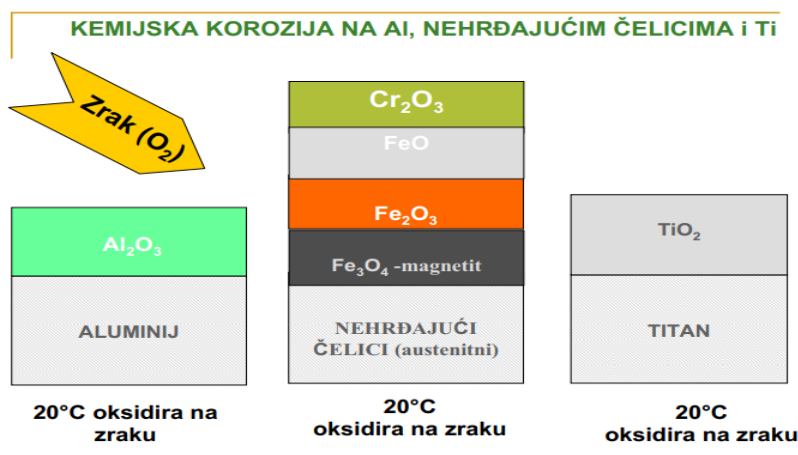 KEMIJSKA KOROZIJA NA Al, NEHRĐAJUĆIM ČELICIMA i Ti
Zrak (O₂)
Al₂O₃
ALUMINIJ
20°C oksidira na
zraku
Cr₂O₃
FeO
Fe₂O₃
Fe₃O₄ -magnetit
NEHRĐAJUĆI
ČELICI (austenitni)
20°C
oksidira na zraku
TiO₂
TITAN
20°C
oksidira na zraku